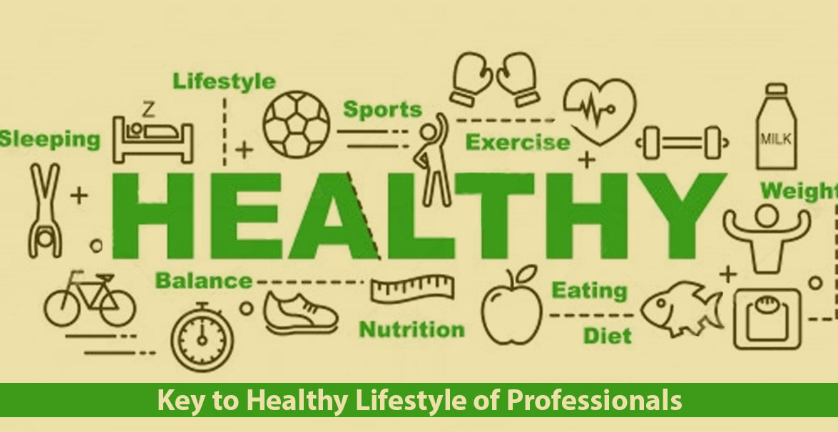 Lifestyle
Sports
Sleeping
Z
Exercise
MILK
Weight
HEALTHY
Balance
Eating
Nutrition
Diet
Key to Healthy Lifestyle of Professionals